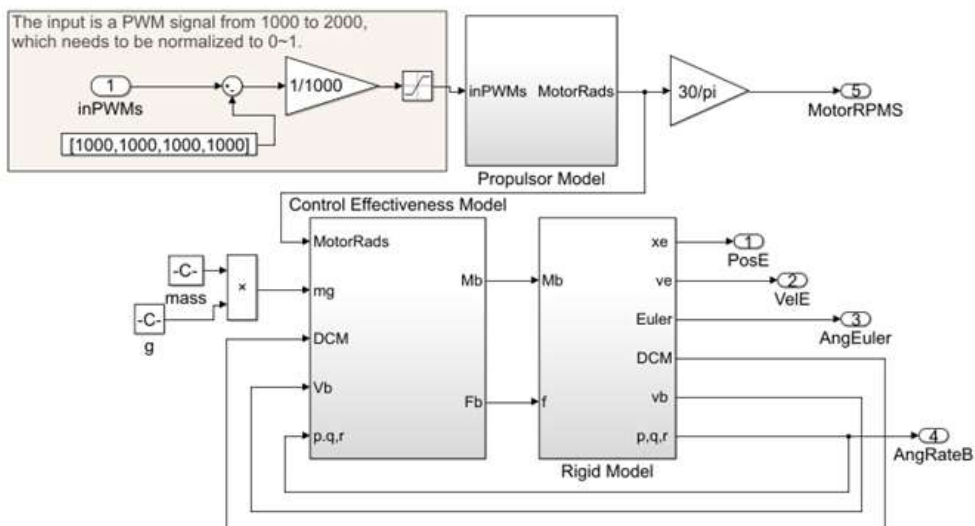 The input is a PWM signal from 1000 to 2000,
which needs to be normalized to 0~1.
1
inPWMs
1/1000
[1000,1000,1000,1000]
inPWMs
MotorRads
Propulsor Model
30/pi
5
MotorRPMS
Control Effectiveness Model
MotorRads
mg
DCM
Vb
p.q,r
Mb
Fb
-C-
mass
-C-
g
×
Mb
f
xe
ve
Euler
DCM
vb
p,q,r
Rigid Model
1
PosE
2
VelE
3
AngEuler
4
AngRateB